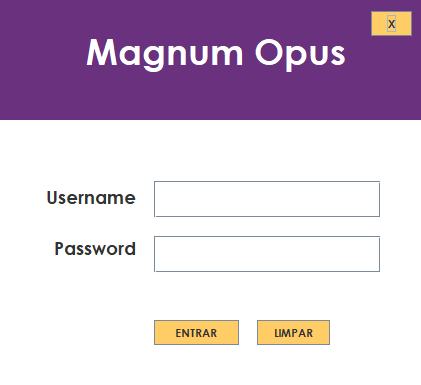 X
Magnum Opus
Username
Password
ENTRAR LIMPAR